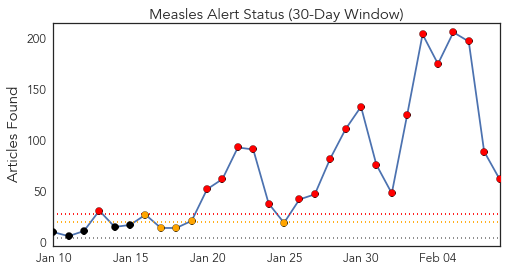 Measles Alert Status (30-Day Window)
Articles Found
200
150
100
50
0
Jan 10 Jan 15 Jan 20 Jan 25 Jan 30 Feb 04